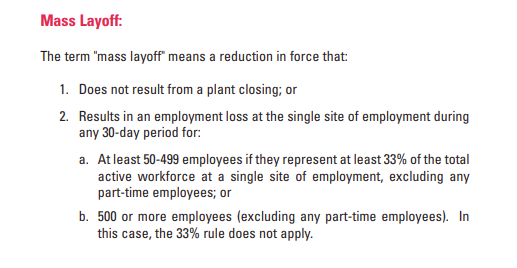 Mass Layoff:
The term "mass layoff" means a reduction in force that:
1. Does not result from a plant closing; or
2. Results in an employment loss at the single site of employment during
any 30-day period for:
a. At least 50-499 employees if they represent at least 33% of the total
active workforce at a single site of employment, excluding any
part-time employees; or
b. 500 or more employees (excluding any part-time employees). In
this case, the 33% rule does not apply.